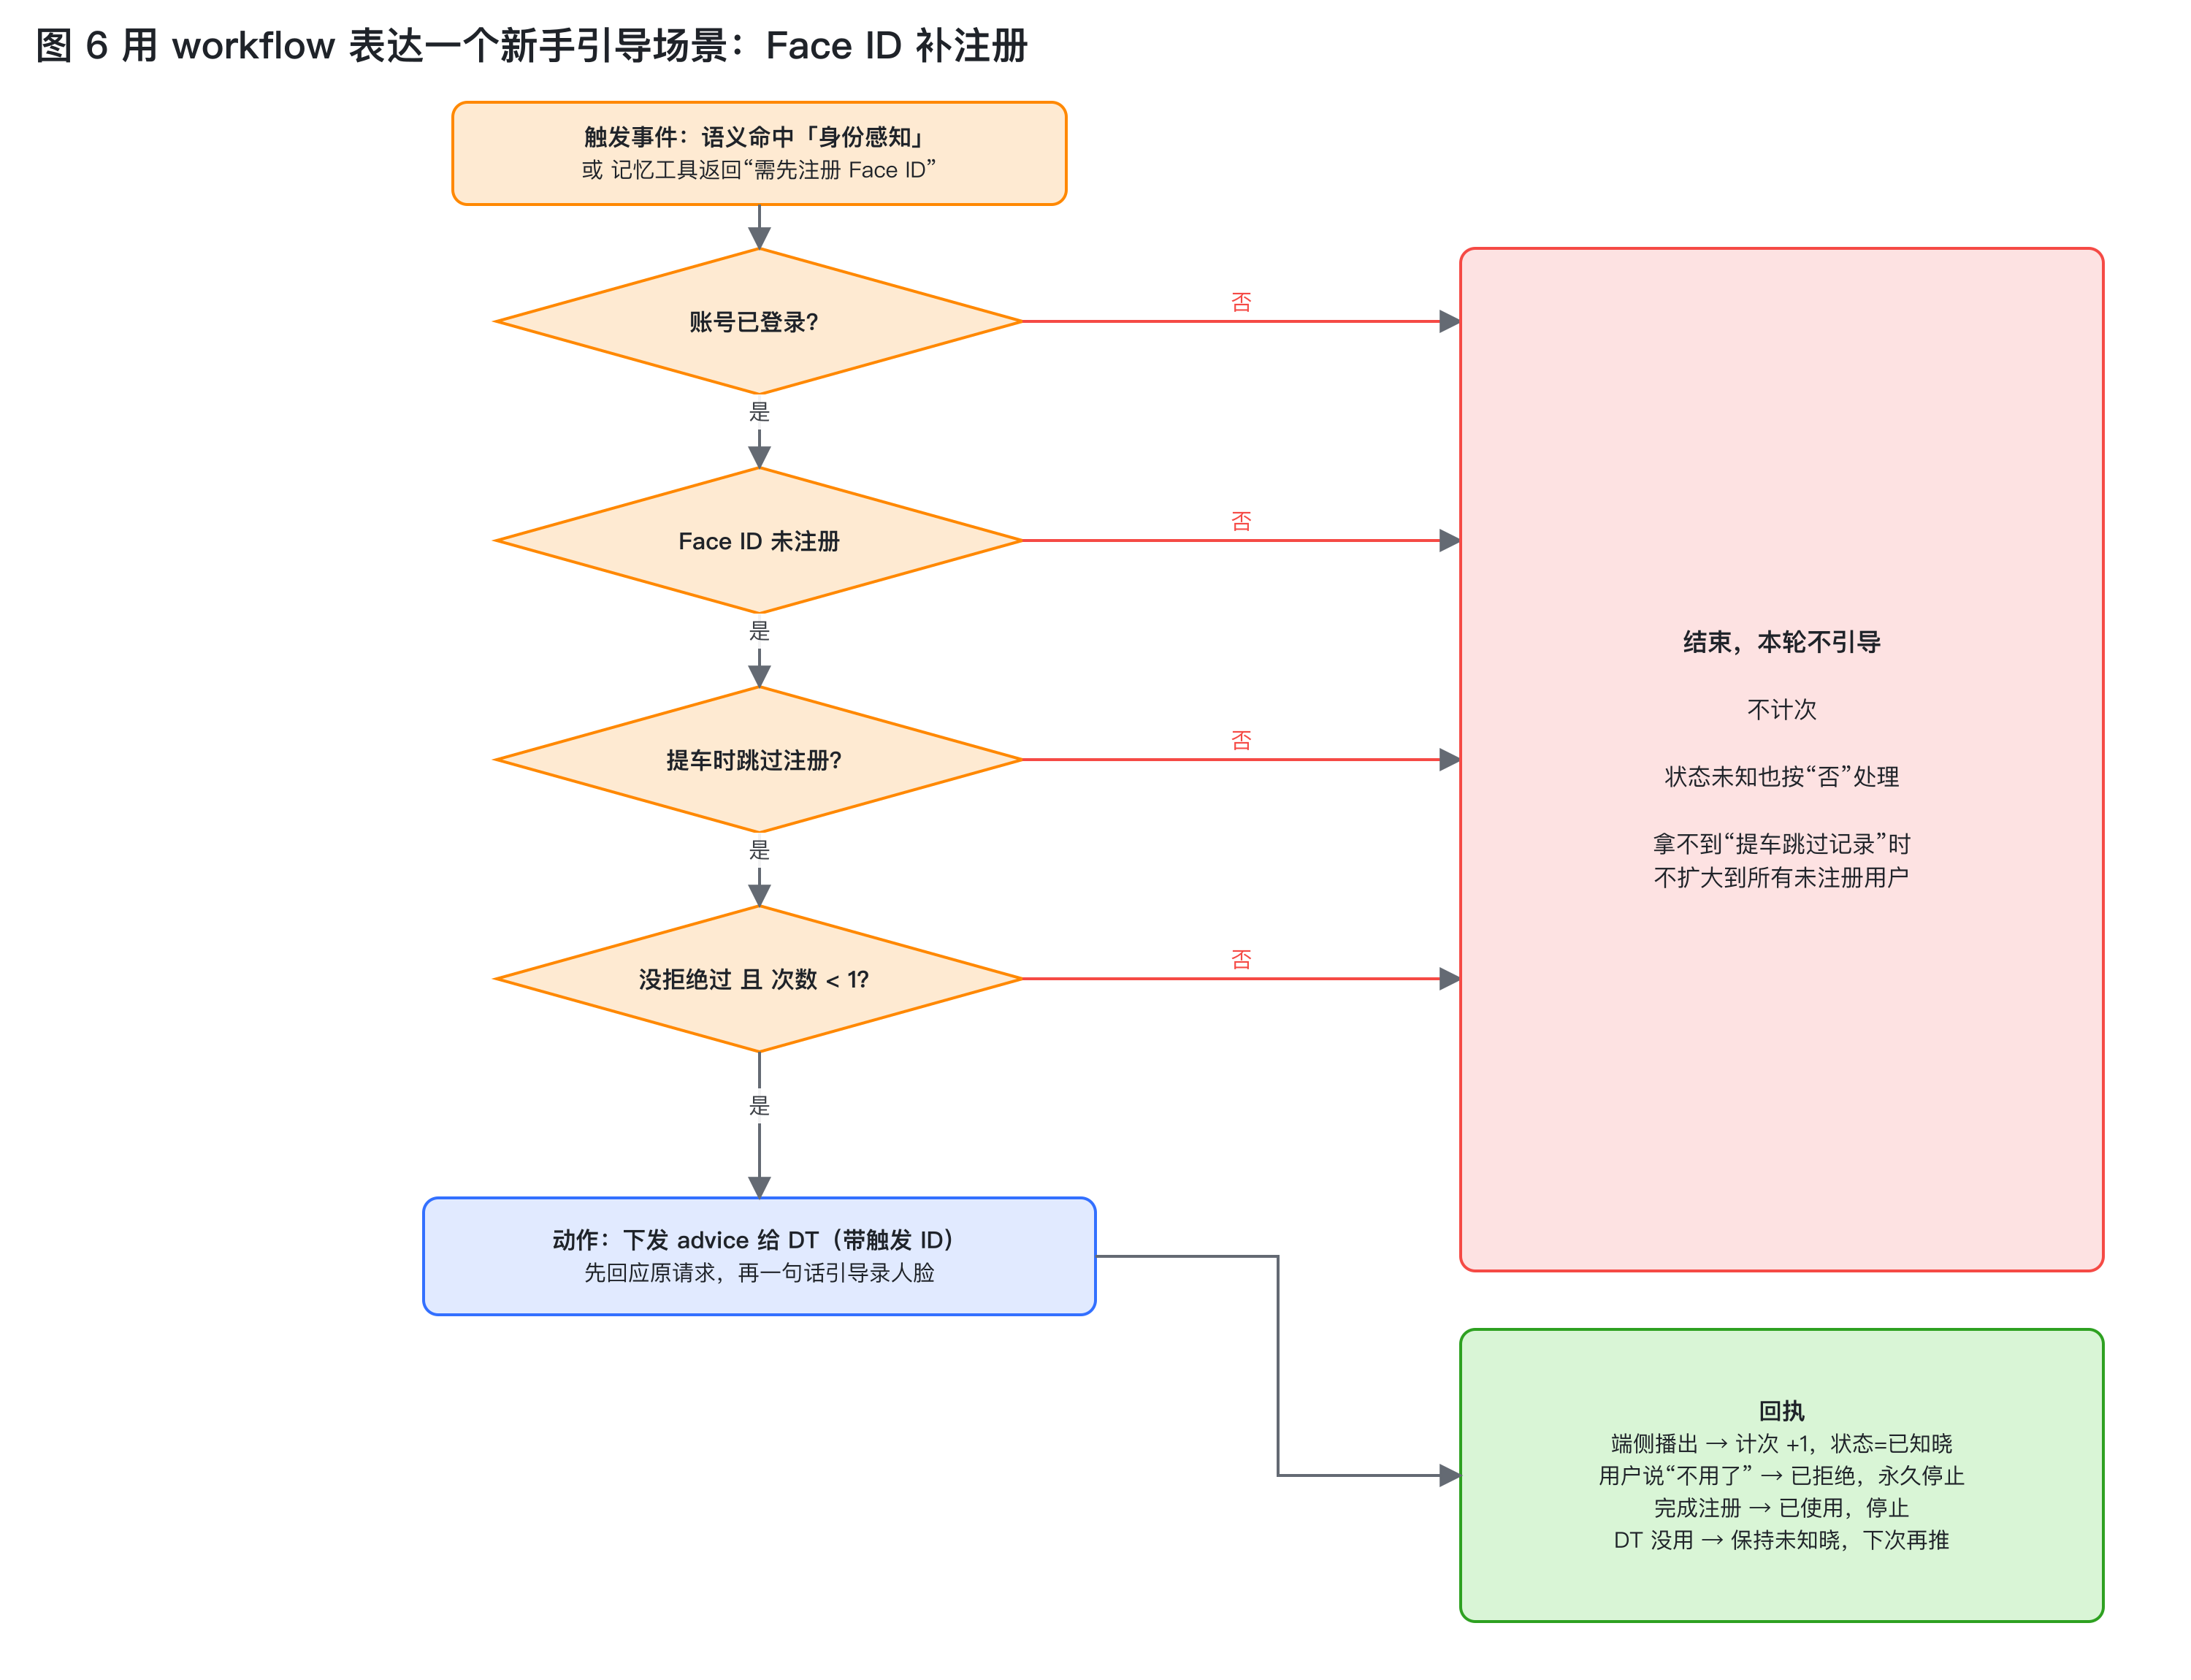 图 6 用 workflow 表达一个新手引导场景：Face ID 补注册
触发事件：语义命中「身份感知」
或 记忆工具返回“需先注册 Face ID”
账号已登录？
否
是
Face ID 未注册
否
是
提车时跳过注册？
否
是
没拒绝过 且 次数 < 1？
否
是
结束，本轮不引导
不计次
状态未知也按“否”处理
拿不到“提车跳过记录”时
不扩大到所有未注册用户
动作：下发 advice 给 DT（带触发 ID）
先回应原请求，再一句话引导录人脸
回执
端侧播出 → 计次 +1，状态=已知晓
用户说“不用了” → 已拒绝，永久停止
完成注册 → 已使用，停止
DT 没用 → 保持未知晓，下次再推